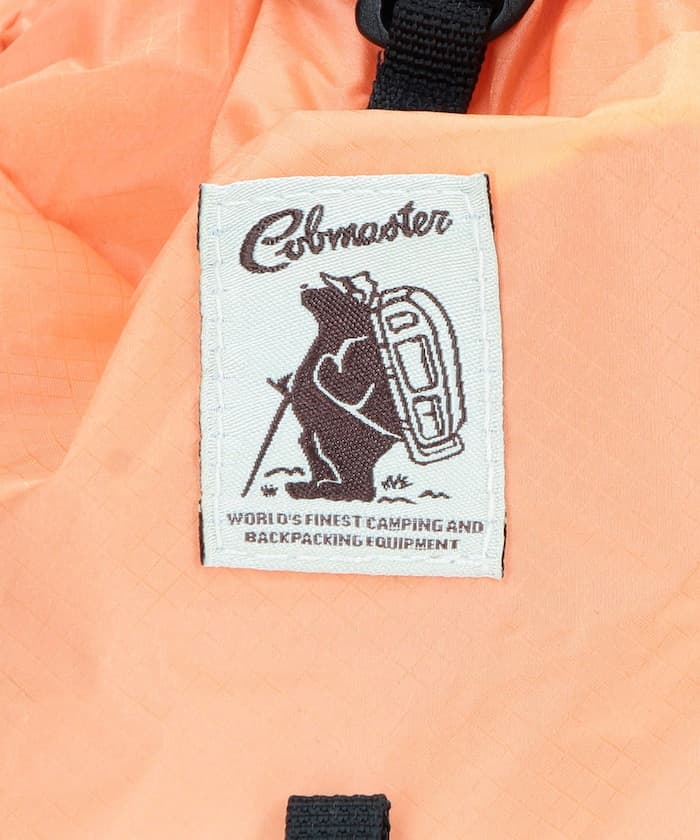 Cobmaster
WORLD'S FINEST CAMPING AND
BACKPACKING EQUIPMENT